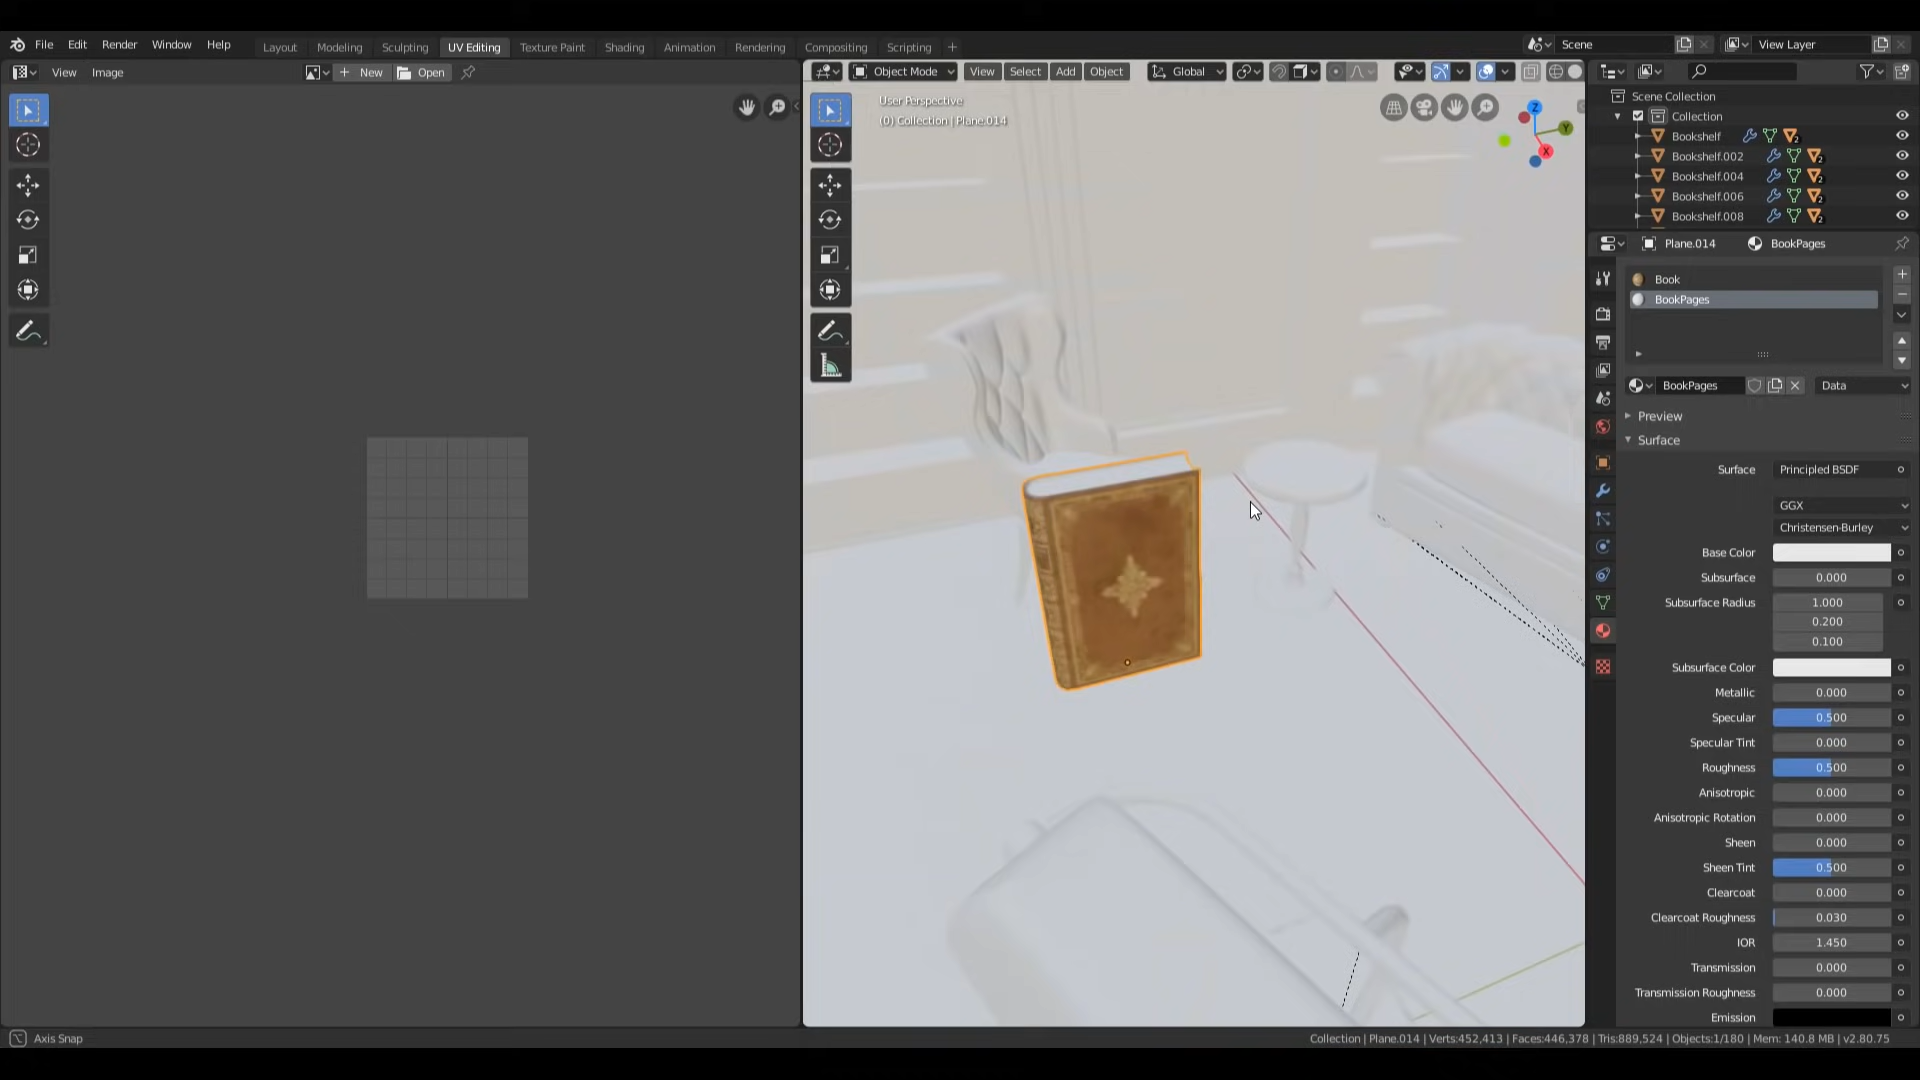 File Edit Render Window Help Layout Modeling Sculpting UV Editing Texture Paint Shading Animation Rendering Compositing Scripting + Scene View Layer
View Image New Open Object Mode View Select Add Object Global
User Perspective
(0) Collection | Plane.014
Z
Y
X
Scene Collection
Collection
Bookshelf 2
Bookshelf.002 2
Bookshelf.004 2
Bookshelf.006 2
Bookshelf.008 2
Plane.014 BookPages
Book
BookPages
BookPages Data
Preview
Surface
Surface Principled BSDF
GGX
Christensen-Burley
Base Color
Subsurface 0.000
Subsurface Radius 1.000
0.200
0.100
Subsurface Color
Metallic 0.000
Specular 0.500
Specular Tint 0.000
Roughness 0.500
Anisotropic 0.000
Anisotropic Rotation 0.000
Sheen 0.000
Sheen Tint 0.500
Clearcoat 0.000
Clearcoat Roughness 0.030
IOR 1.450
Transmission 0.000
Transmission Roughness 0.000
Emission
Axis Snap Collection | Plane.014 | Verts:452,413 | Faces:446,378 | Tris:889,524 | Objects:1/180 | Mem: 140.8 MB | v2.80.75